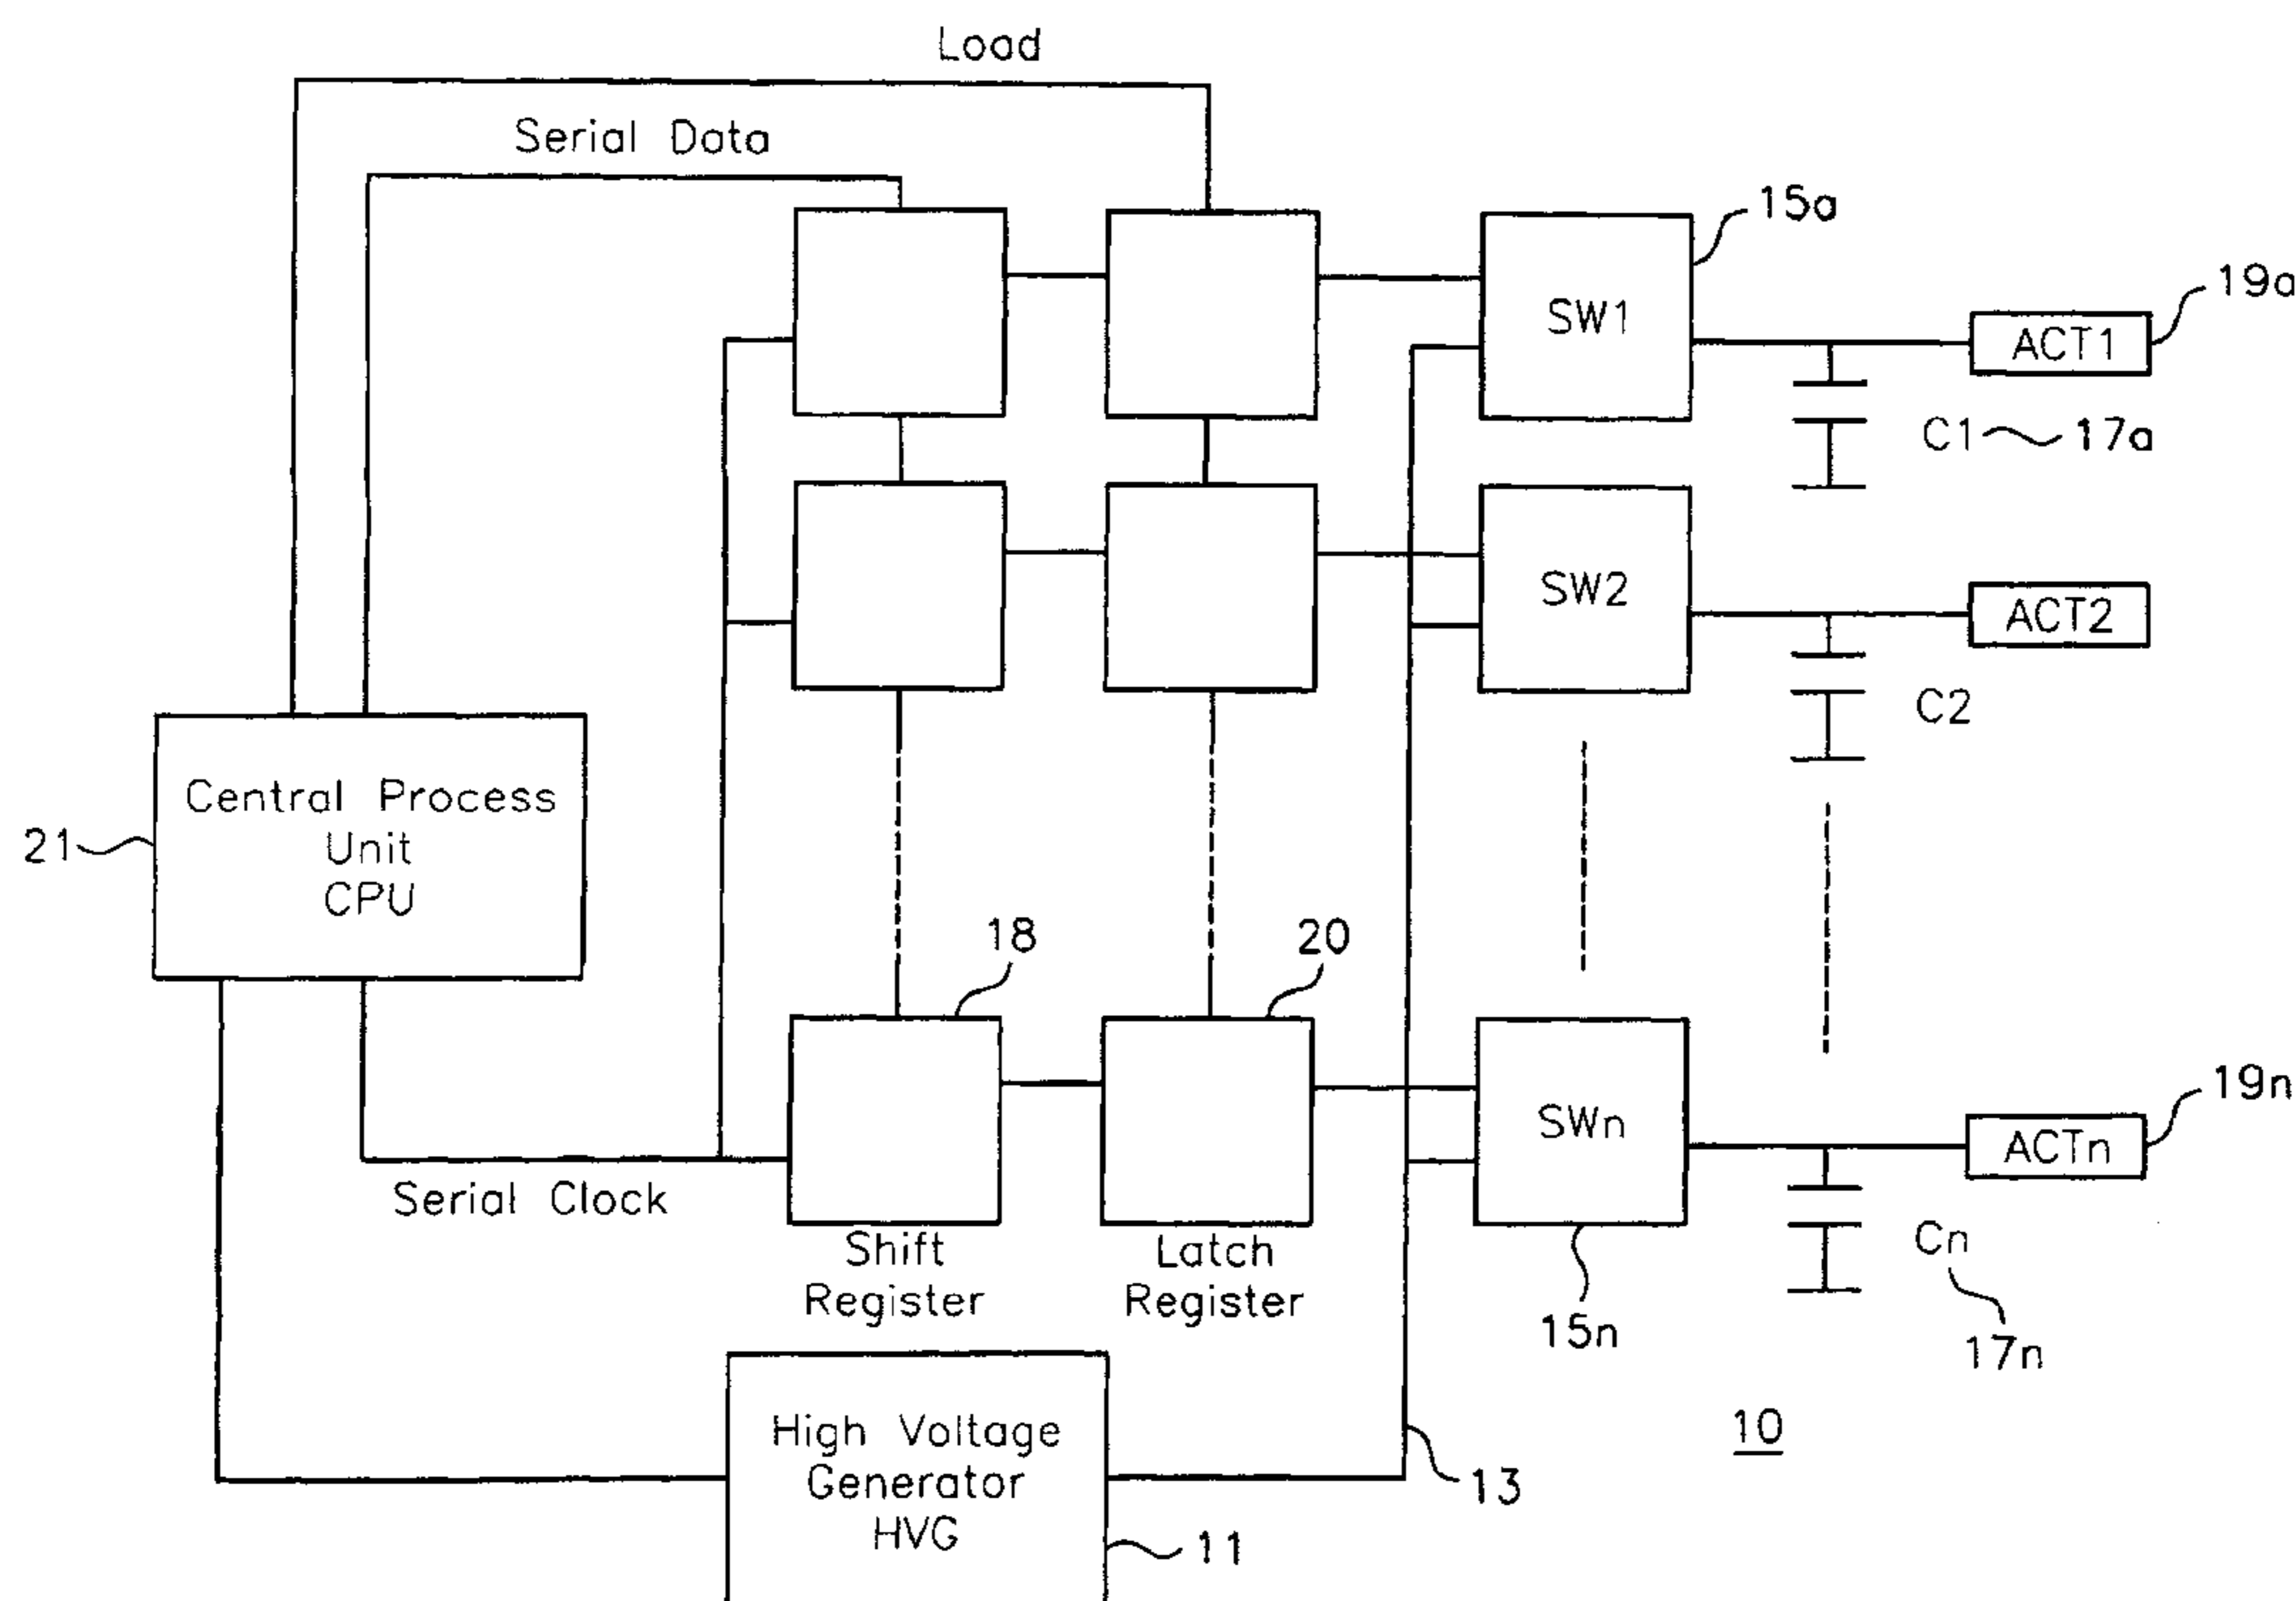 Load
Serial Data
15a
SW1
19a
ACT1
C1
17a
SW2
ACT2
C2
Central Process
Unit
CPU
21
18
20
SWn
19n
ACTn
Serial Clock
Shift
Register
Latch
Register
Cn
15n
17n
High Voltage
Generator
HVG
10
13
11